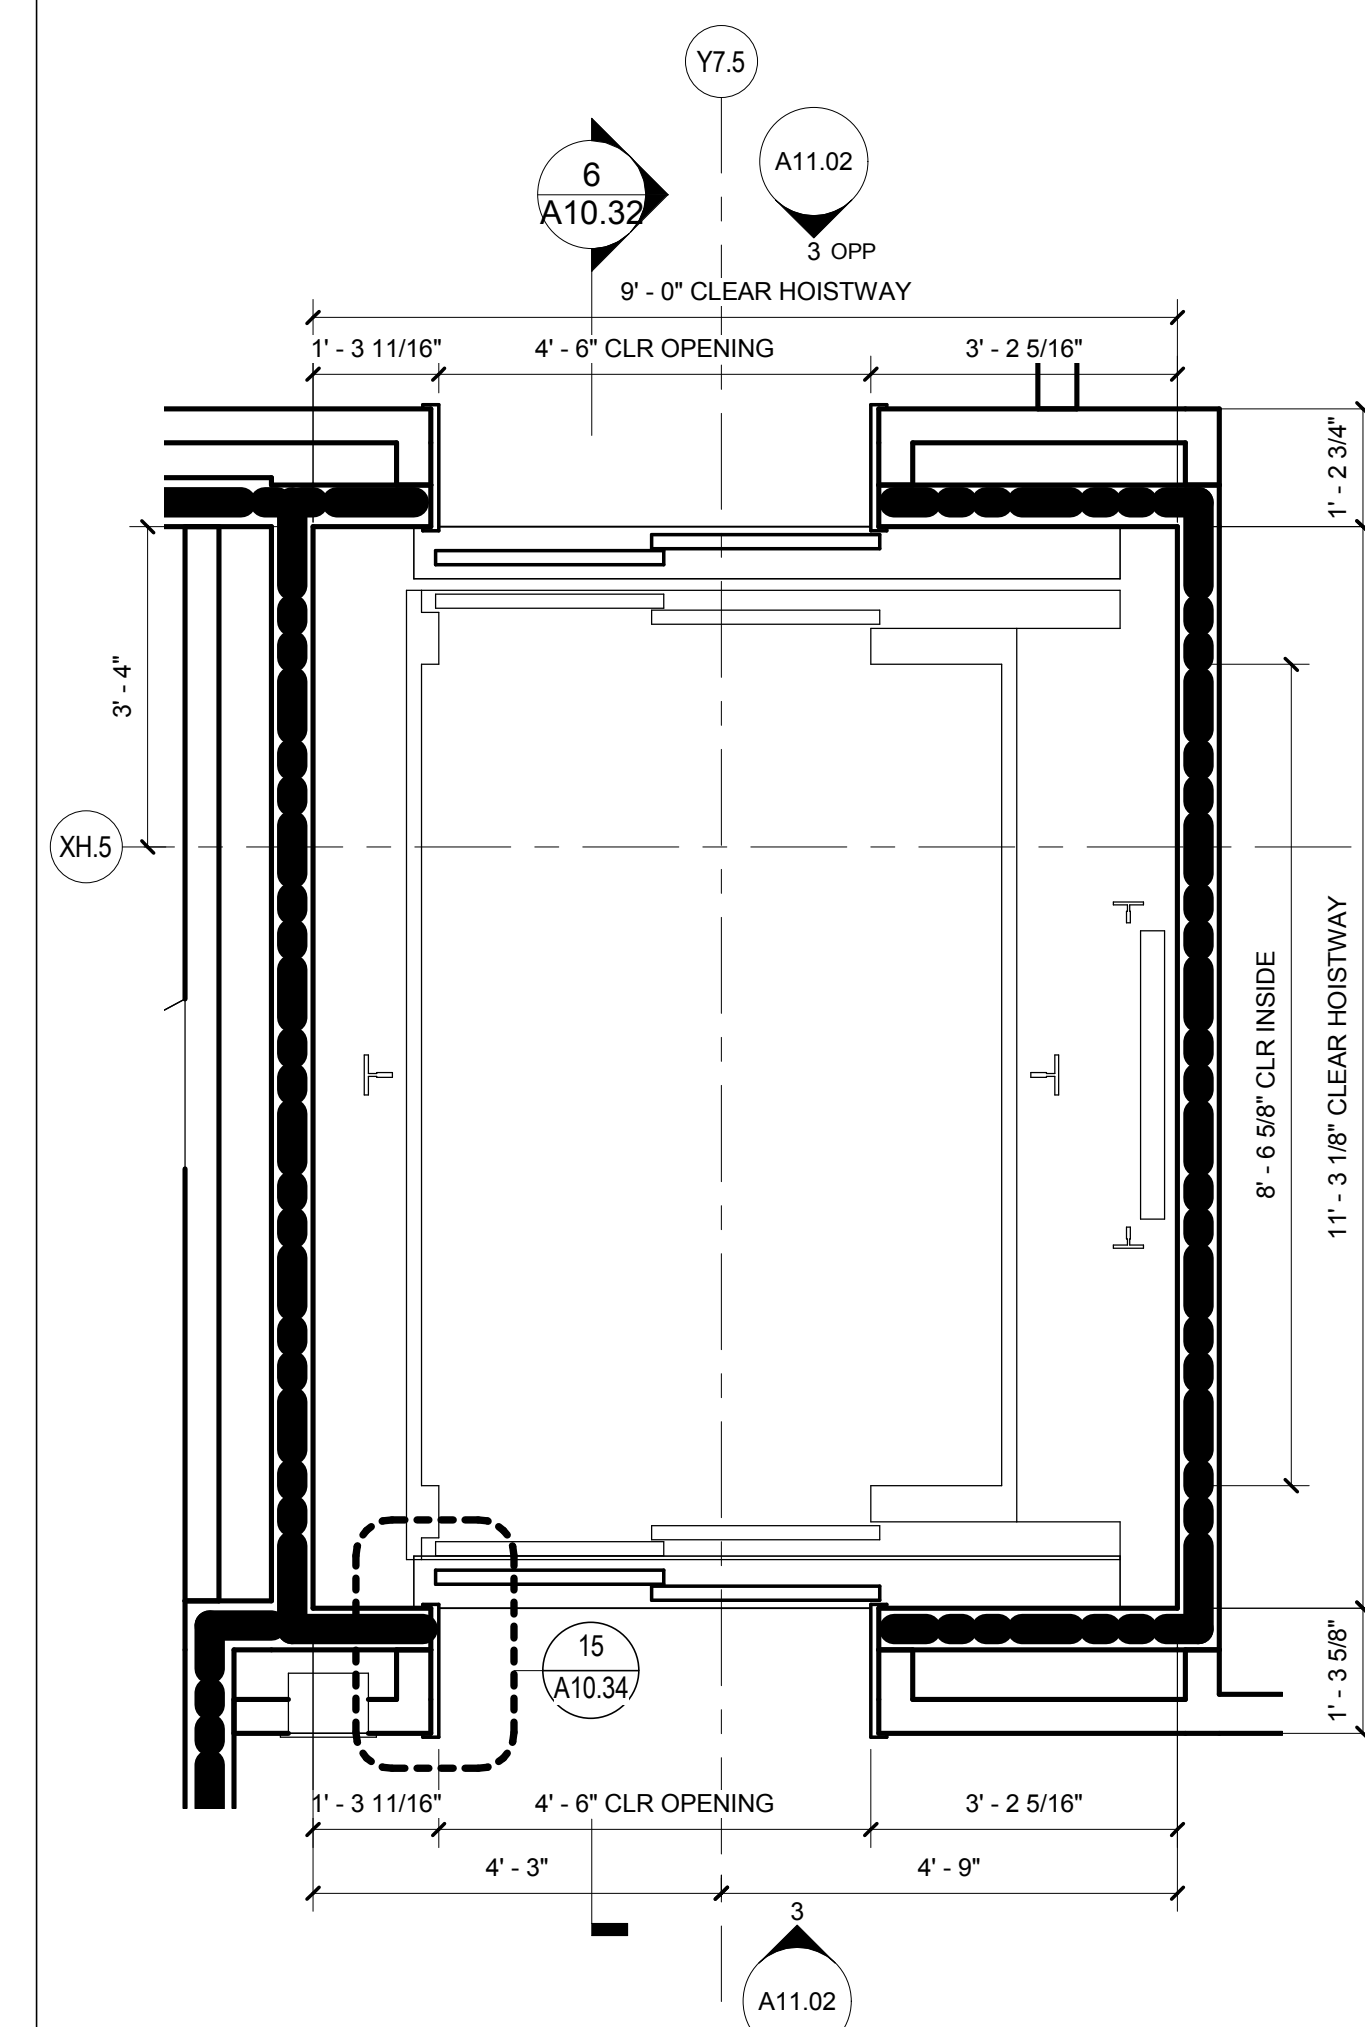 Y7.5
A11.02
6
A10.32
3 OPP
9' - 0" CLEAR HOISTWAY
1' - 3 11/16"
4' - 6" CLR OPENING
3' - 2 5/16"
1' - 2 3/4"
3' - 4"
XH.5
8' - 6 5/8" CLR INSIDE
11' - 3 1/8" CLEAR HOISTWAY
15
A10.34
1' - 3 5/8"
1' - 3 11/16"
4' - 6" CLR OPENING
3' - 2 5/16"
4' - 3"
4' - 9"
3
A11.02